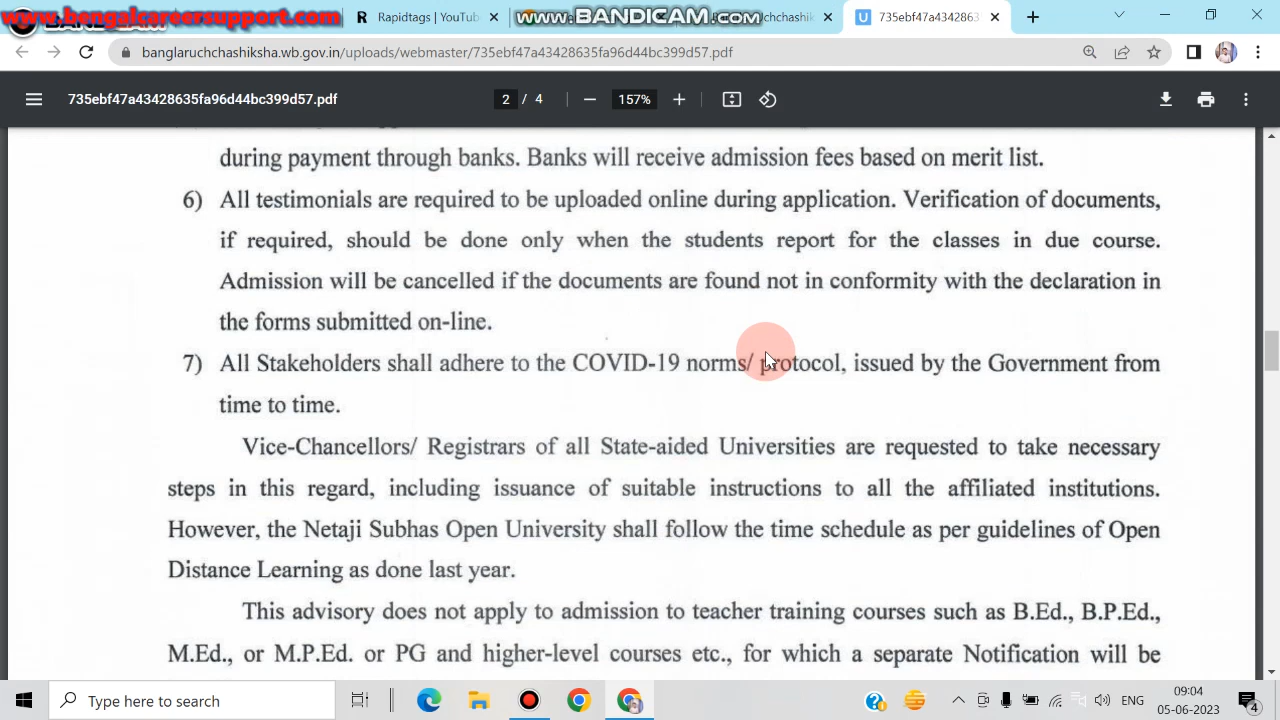 www.bengalcareersupport.com
Rapidtags | YouTube
www.BANDICAM.com
chchashiksha
735ebf47a43428635
banglaruchchashiksha.wb.gov.in/uploads/webmaster/735ebf47a43428635fa96d44bc399d57.pdf
735ebf47a43428635fa96d44bc399d57.pdf
2 / 4
157%
during payment through banks. Banks will receive admission fees based on merit list.
6) All testimonials are required to be uploaded online during application. Verification of documents,
if required, should be done only when the students report for the classes in due course.
Admission will be cancelled if the documents are found not in conformity with the declaration in
the forms submitted on-line.
7) All Stakeholders shall adhere to the COVID-19 norms/ protocol, issued by the Government from
time to time.
Vice-Chancellors/ Registrars of all State-aided Universities are requested to take necessary
steps in this regard, including issuance of suitable instructions to all the affiliated institutions.
However, the Netaji Subhas Open University shall follow the time schedule as per guidelines of Open
Distance Learning as done last year.
This advisory does not apply to admission to teacher training courses such as B.Ed., B.P.Ed.,
M.Ed., or M.P.Ed. or PG and higher-level courses etc., for which a separate Notification will be
Type here to search
ENG
09:04
05-06-2023
4